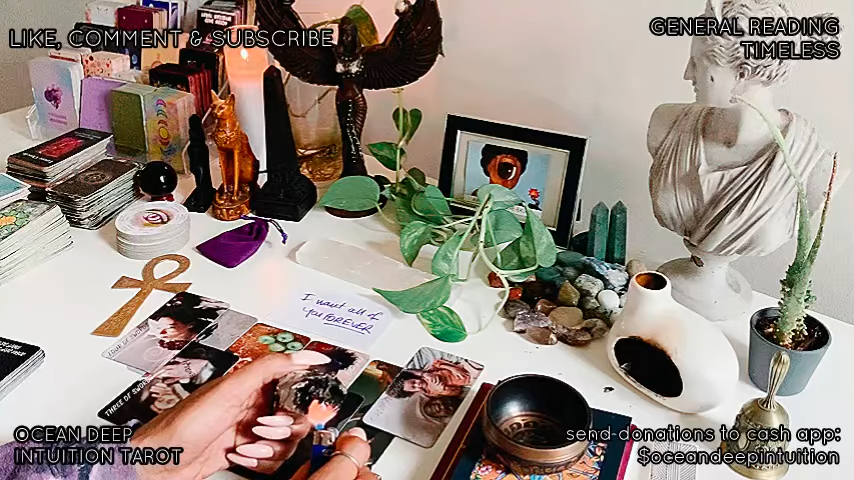 LIKE, COMMENT & SUBSCRIBE
GENERAL READING
TIMELESS
I want all of
you FOREVER
THREE OF SWORDS
OCEAN DEEP
INTUITION TAROT
send donations to cash app:
$oceandeepintuition